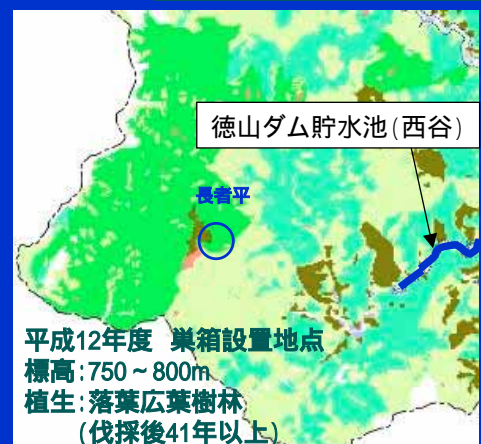 徳山ダム貯水池(西谷)
長者平
平成12年度 巣箱設置地点
標高:750～800m
植生:落葉広葉樹林
(伐採後41年以上)